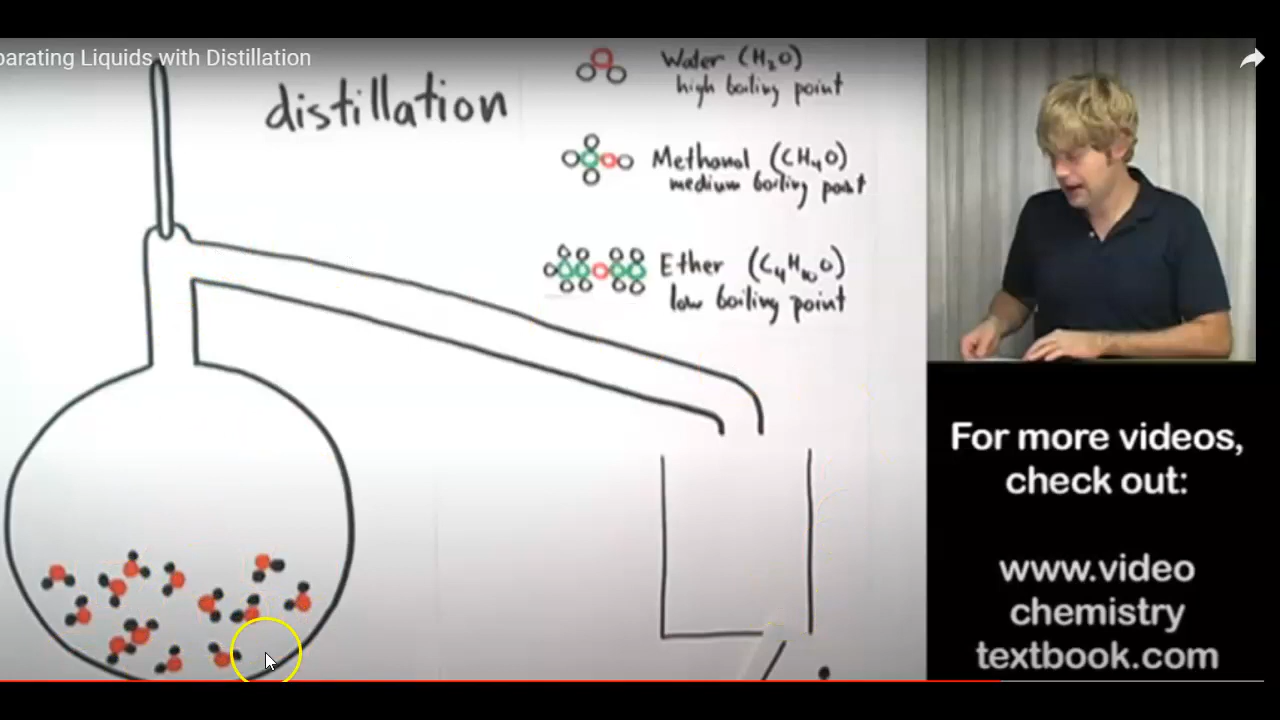 parating Liquids with Distillation
distillation
Water (H₂O)
high boiling point
Methanol (CH₄O)
medium boiling point
Ether (C₄H₁₀O)
low boiling point
For more videos,
check out:
www.video
chemistry
textbook.com